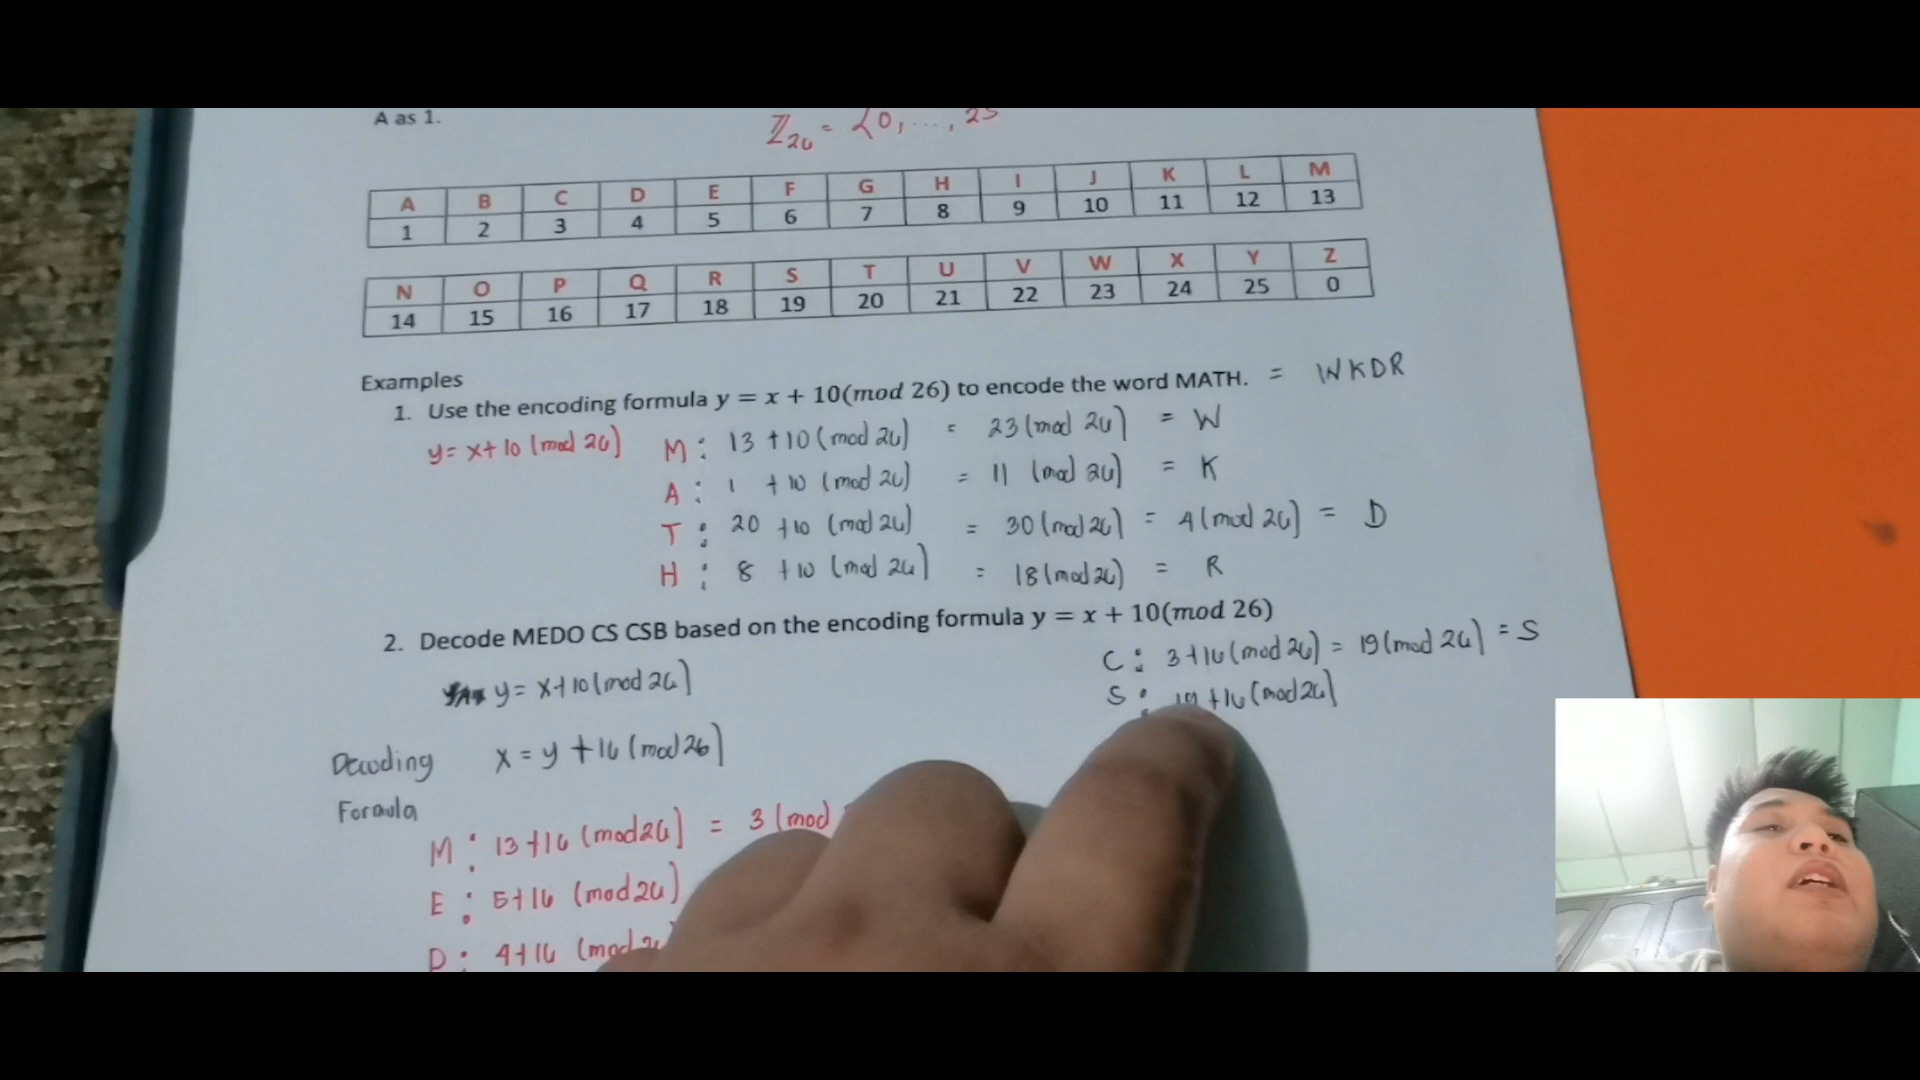 A as 1.
Z26 = {0, ..., 25
A B C D E F G H I J K L M
1 2 3 4 5 6 7 8 9 10 11 12 13
N O P Q R S T U V W X Y Z
14 15 16 17 18 19 20 21 22 23 24 25 0
Examples
1. Use the encoding formula y = x + 10(mod 26) to encode the word MATH. = WKDR
y = x+10 (mod 26)
M : 13 +10 (mod 26) = 23 (mod 26) = W
A : 1 +10 (mod 26) = 11 (mod 26) = K
T : 20 +10 (mod 26) = 30 (mod 26) = 4 (mod 26) = D
H : 8 +10 (mod 26) = 18 (mod 26) = R
2. Decode MEDO CS CSB based on the encoding formula y = x + 10(mod 26)
y = x+10 (mod 26)
Decoding x = y +16 (mod 26)
Formula
M : 13+16 (mod 26) = 3 (mod
E : 5+16 (mod 26)
D : 4+16 (mod 26
C : 3+16 (mod 26) = 19 (mod 26) = S
S : 19 +16 (mod 26)